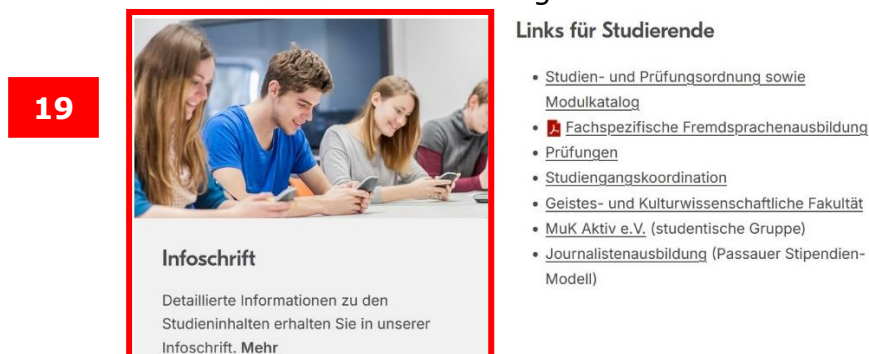 19
Infoschrift
Detaillierte Informationen zu den
Studieninhalten erhalten Sie in unserer
Infoschrift. Mehr
Links für Studierende
• Studien- und Prüfungsordnung sowie
Modulkatalog
• Fachspezifische Fremdsprachenausbildung
• Prüfungen
• Studiengangskoordination
• Geistes- und Kulturwissenschaftliche Fakultät
• MuK Aktiv e.V. (studentische Gruppe)
• Journalistenausbildung (Passauer Stipendien-
Modell)